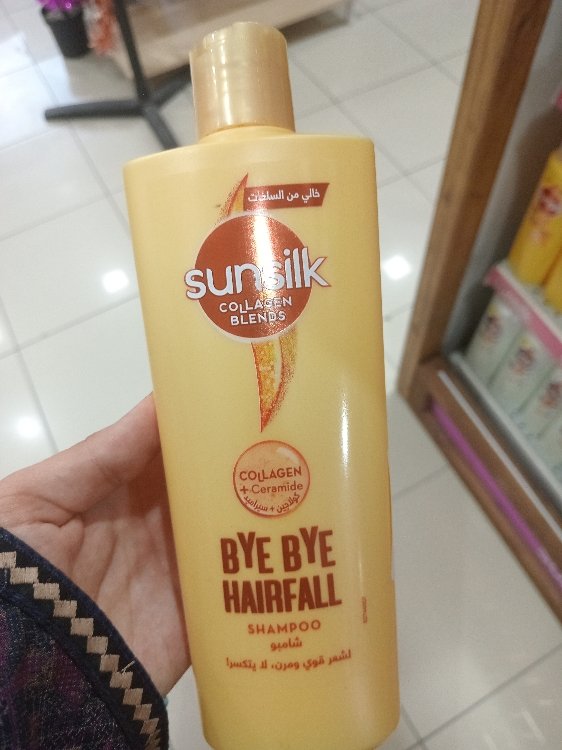 خالي من السلفات
sunsilk
COLLAGEN
BLENDS
COLLAGEN
+ Ceramide
كولاجين + سيراميد
BYE BYE
HAIRFALL
SHAMPOO
شامبو
لشعر قوي ومرن، لا يتكسر!